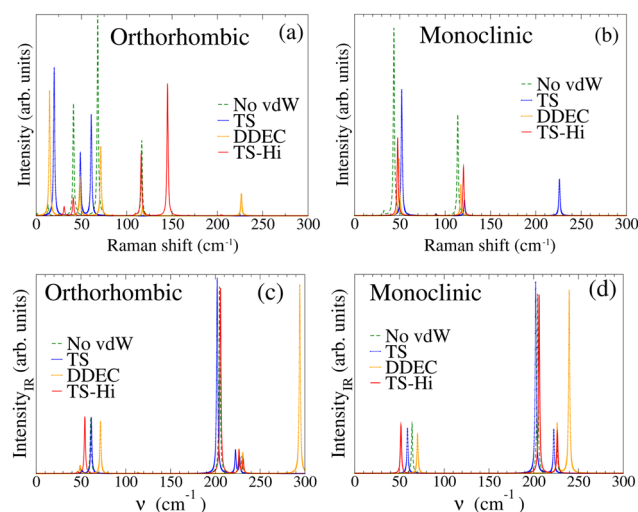 Orthorhombic (a)
No vdW
TS
DDEC
TS-Hi
Intensity (arb. units)
0 50 100 150 200 250 300
Raman shift (cm-1)
Monoclinic (b)
No vdW
TS
DDEC
TS-Hi
Intensity (arb. units)
0 50 100 150 200 250 300
Raman shift (cm-1)
Orthorhombic (c)
No vdW
TS
DDEC
TS-Hi
IntensityIR (arb. units)
0 50 100 150 200 250 300
ν (cm-1)
Monoclinic (d)
No vdW
TS
DDEC
TS-Hi
IntensityIR (arb. units)
0 50 100 150 200 250 300
ν (cm-1)